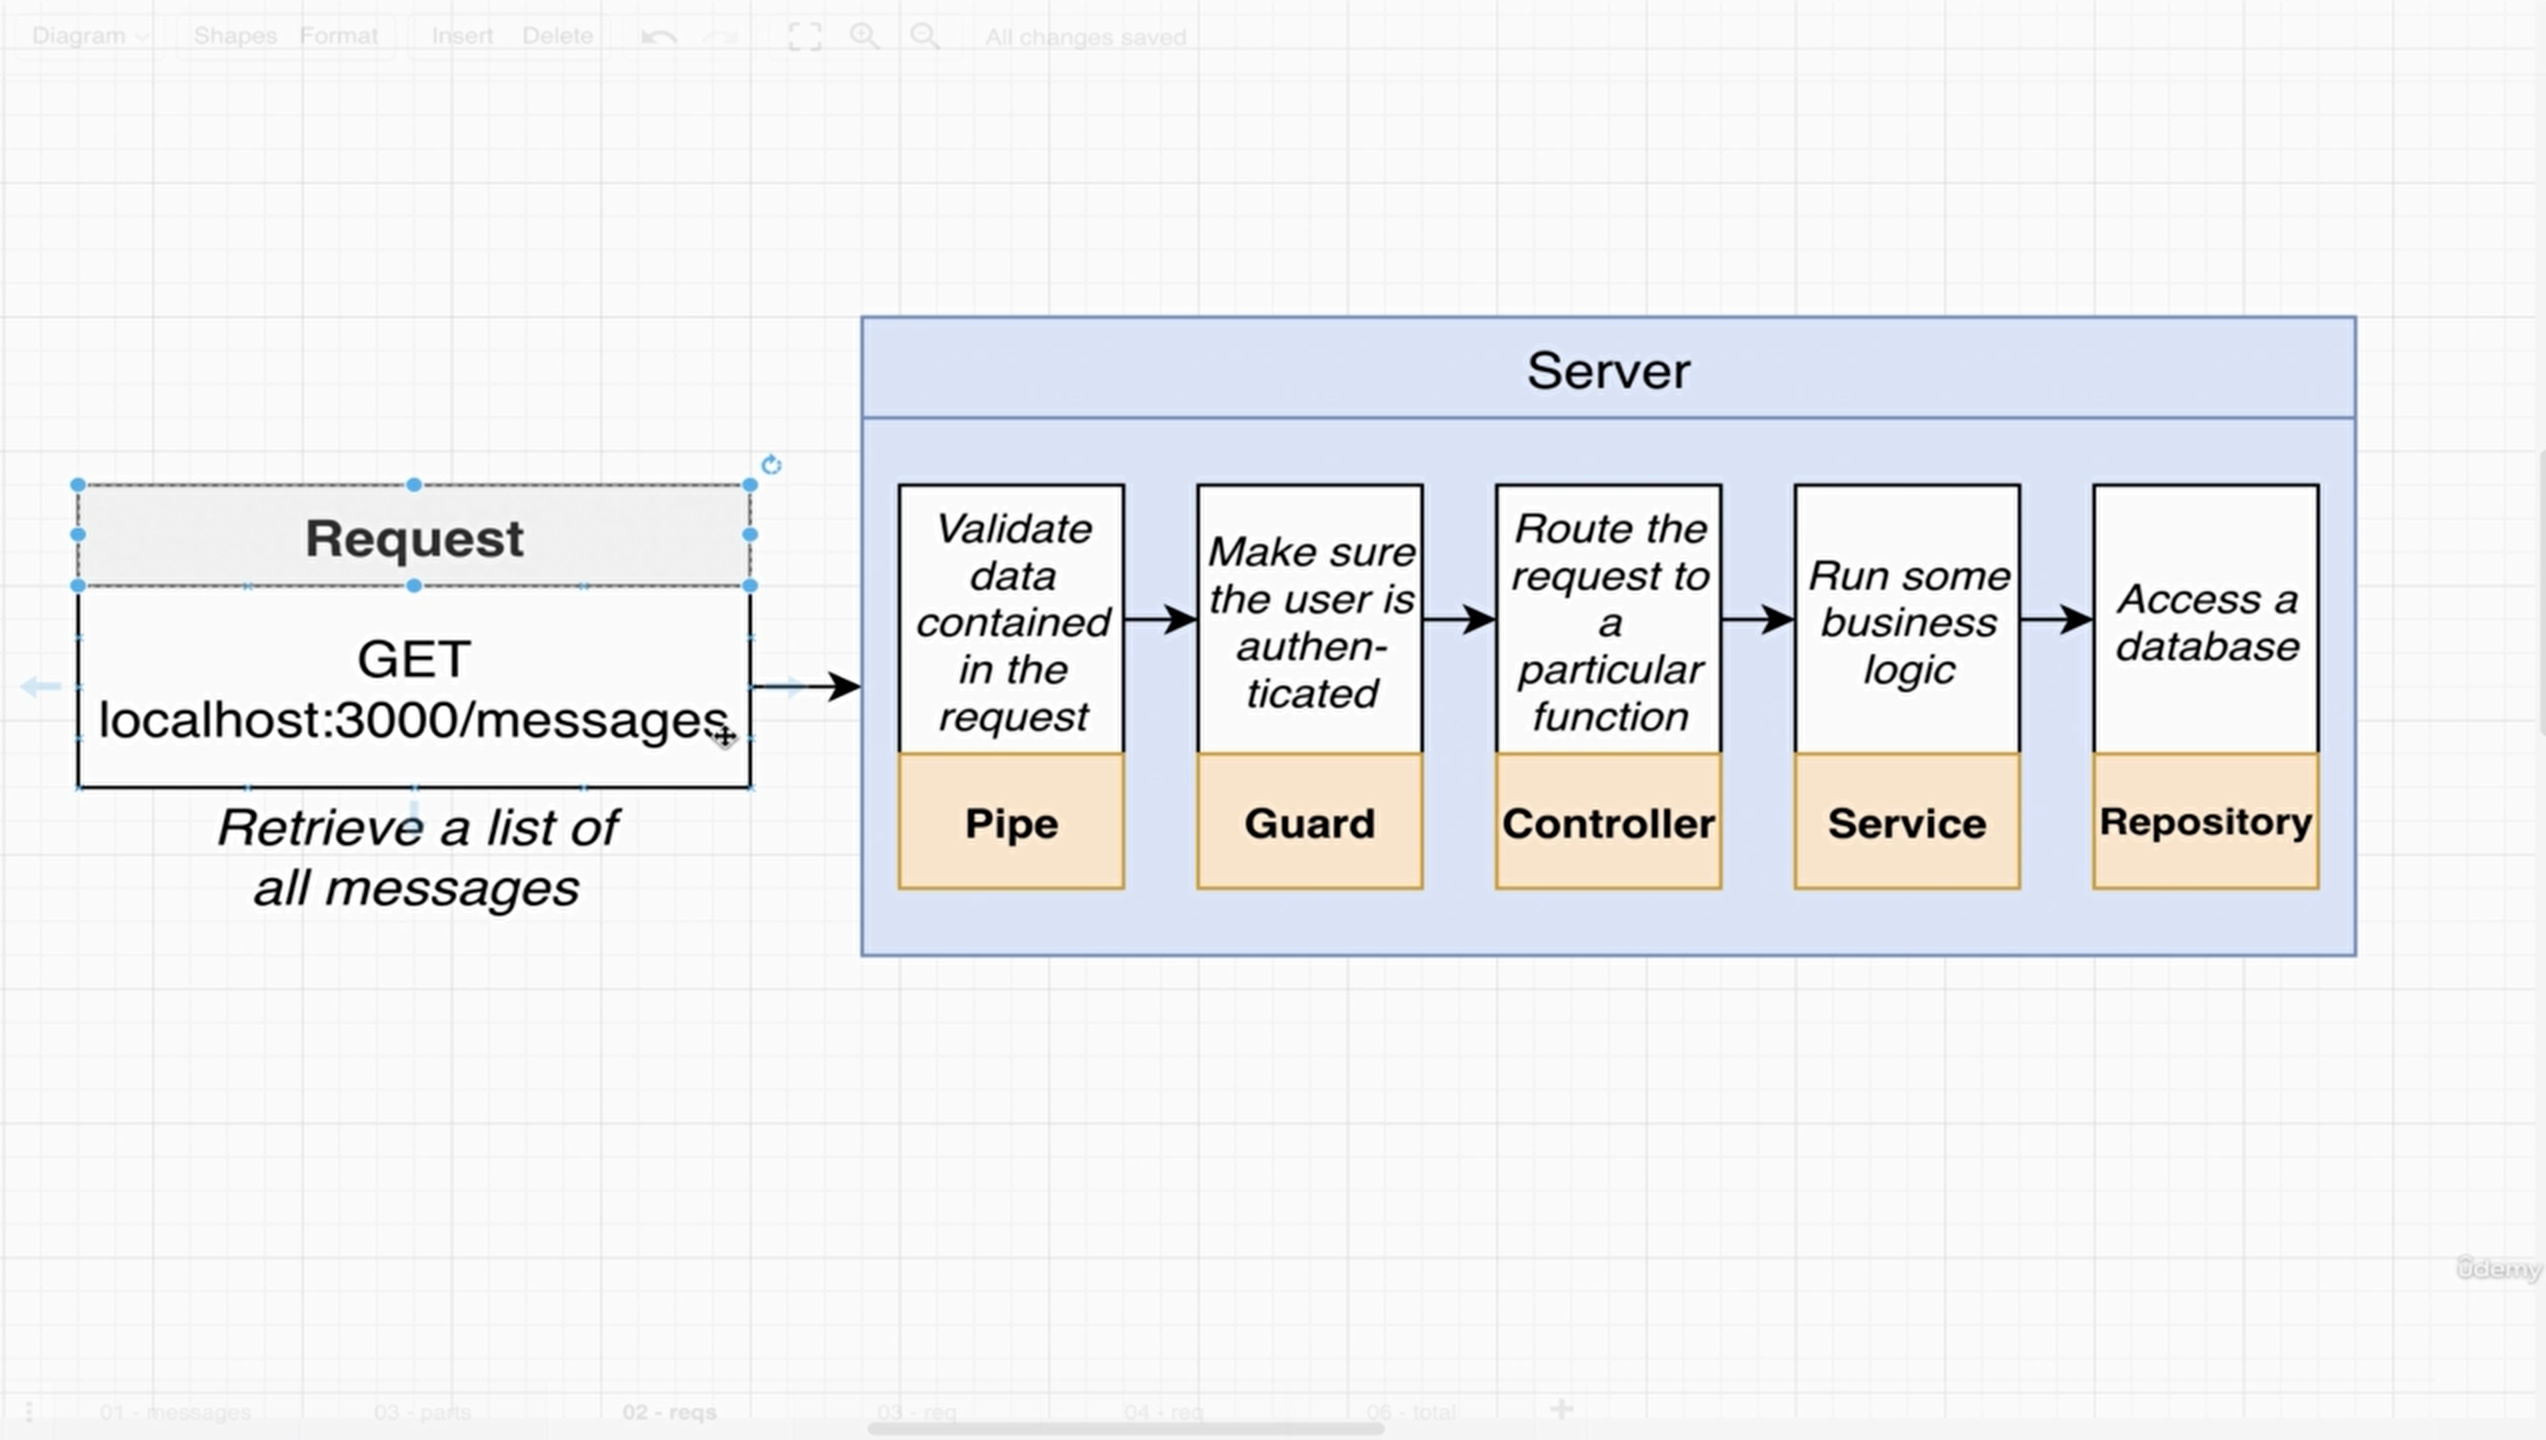 Diagram
Shapes
Format
Insert
Delete
All changes saved
Server
Request
GET
localhost:3000/messages
Retrieve a list of
all messages
Validate
data
contained
in the
request
Pipe
Make sure
the user is
authen-
ticated
Guard
Route the
request to
a
particular
function
Controller
Run some
business
logic
Service
Access a
database
Repository
ûdemy
01 - messages
03 - parts
02 - reqs
03 - req
04 - req
06 - total